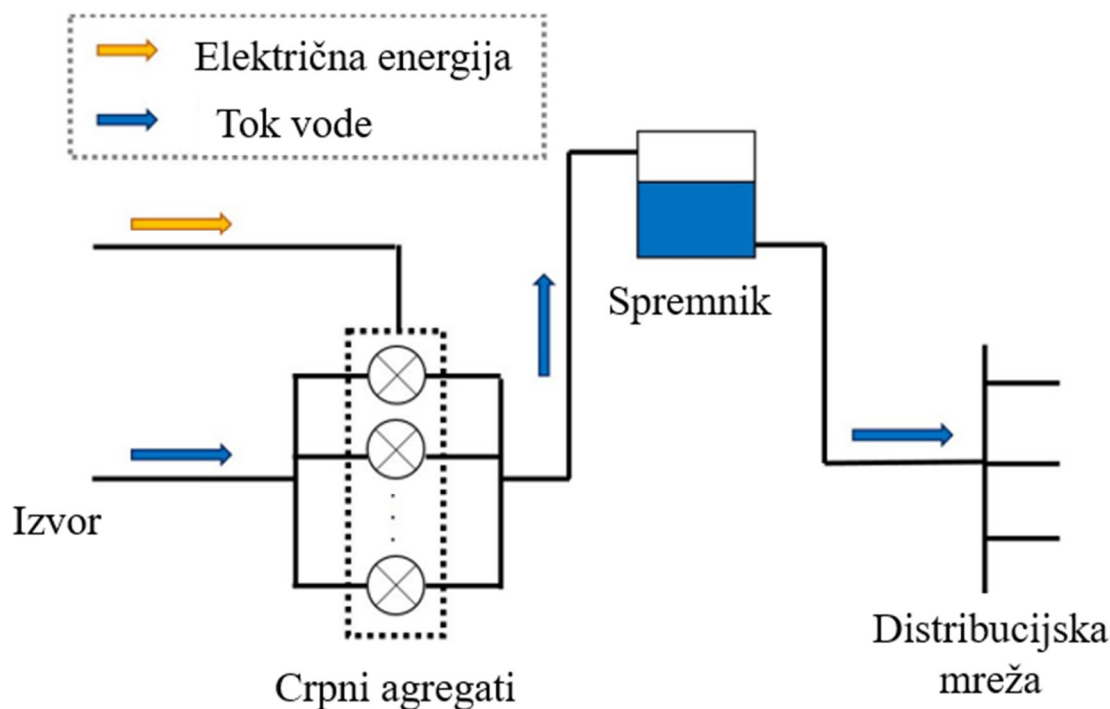 Električna energija
Tok vode
Spremnik
Izvor
Crpni agregati
Distribucijska
mreža